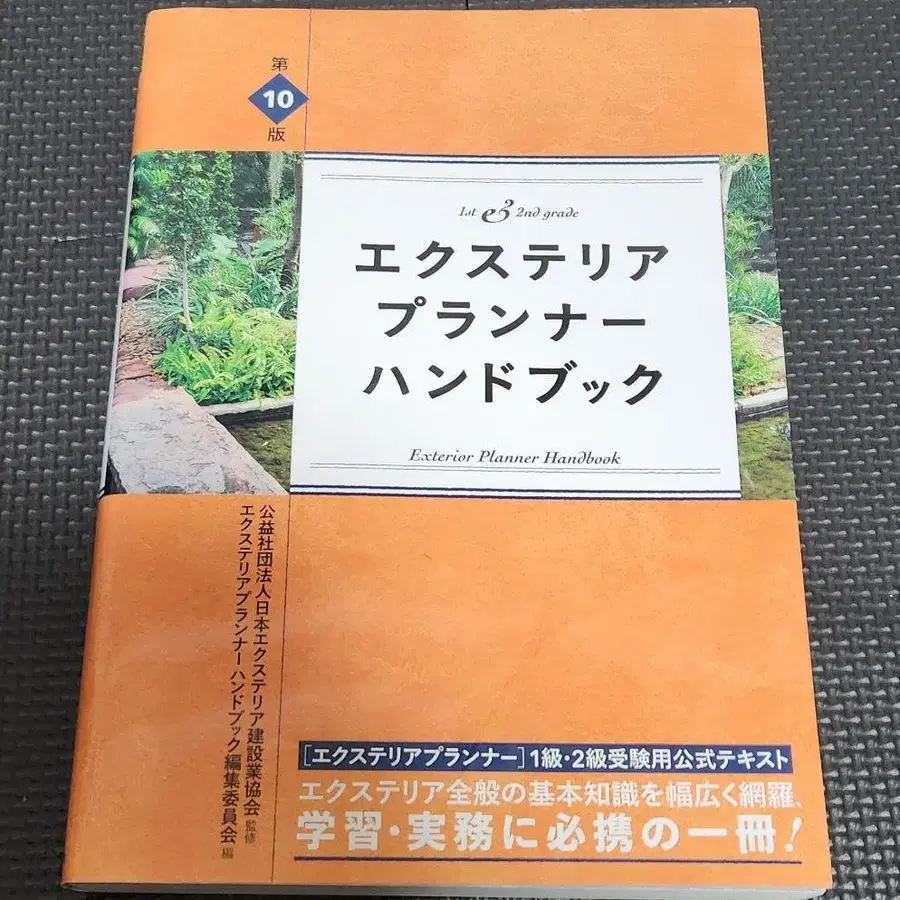 第
10
版
1st & 2nd grade
エクステリア
プランナー
ハンドブック
Exterior Planner Handbook
公益社団法人日本エクステリア建設業協会 監修
エクステリアプランナーハンドブック編集委員会 編
[エクステリアプランナー]1級・2級受験用公式テキスト
エクステリア全般の基本知識を幅広く網羅、
学習・実務に必携の一冊!